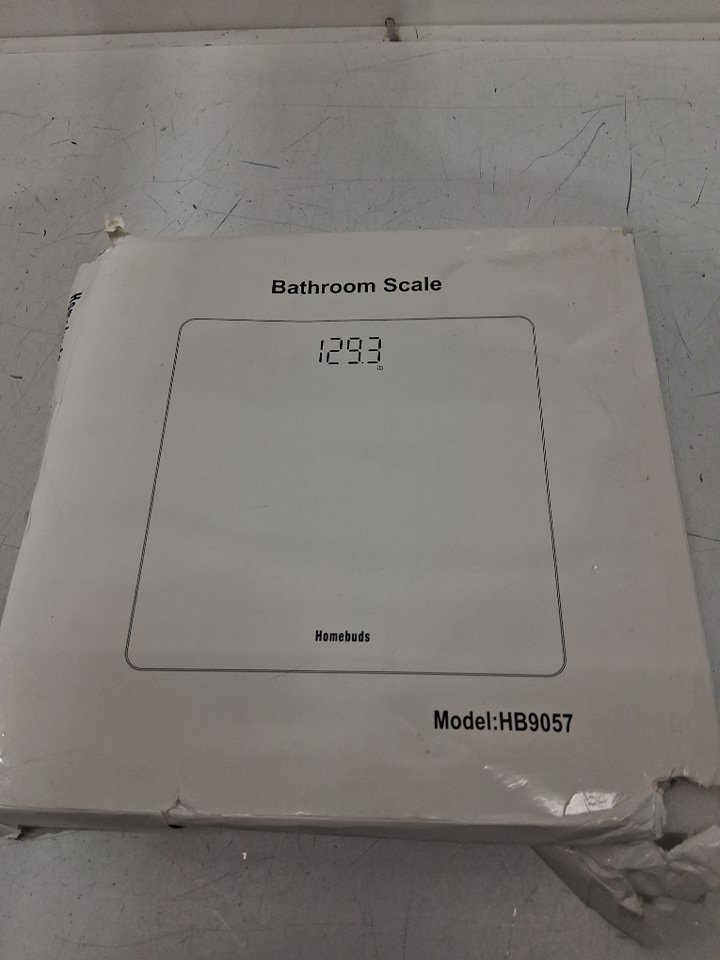 Bathroom Scale
129.3
lb
Homebuds
Model:HB9057